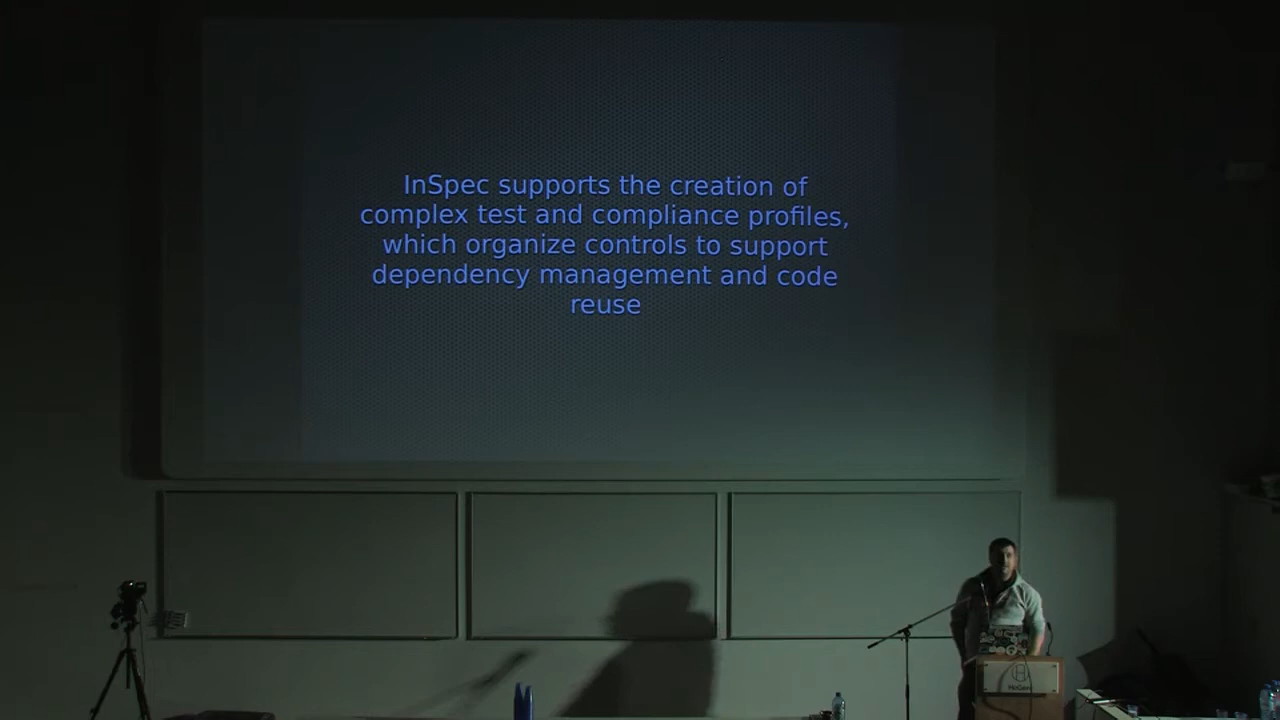 InSpec supports the creation of
complex test and compliance profiles,
which organize controls to support
dependency management and code
reuse